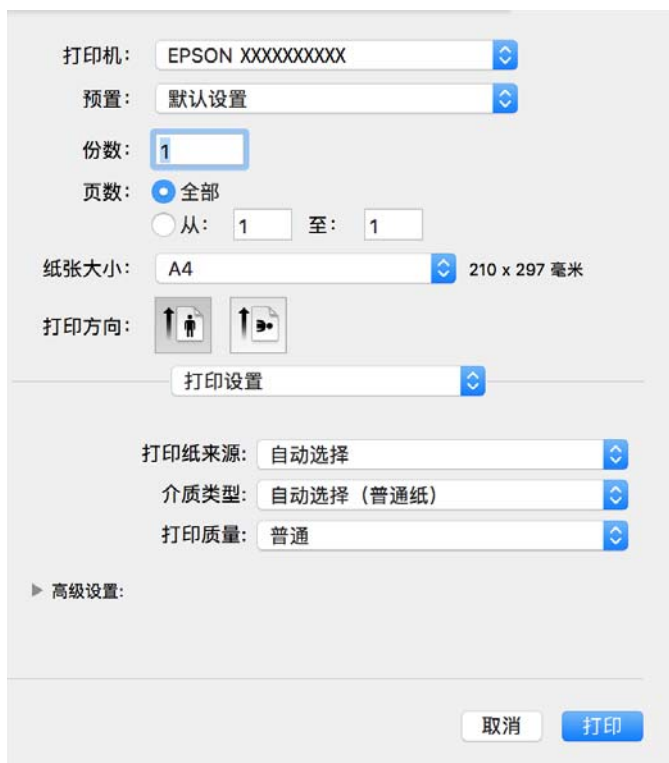 打印机: EPSON XXXXXXXXXX
预置: 默认设置
份数: 1
页数: 全部
从: 1 至: 1
纸张大小: A4 210 x 297 毫米
打印方向:
打印设置
打印纸来源: 自动选择
介质类型: 自动选择（普通纸）
打印质量: 普通
高级设置:
取消 打印